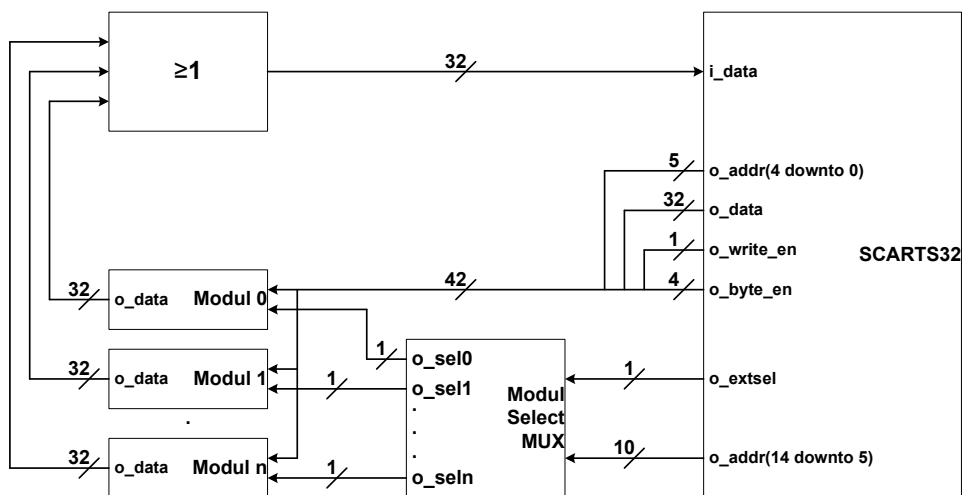 ≥1
32
i_data
5
o_addr(4 downto 0)
32
o_data
1
o_write_en
SCARTS32
42
4
o_byte_en
32
o_data Modul 0
1
o_sel0
32
o_data Modul 1
1
o_sel1
Modul
Select
MUX
1
o_extsel
.
.
.
.
32
o_data Modul n
1
o_seln
10
o_addr(14 downto 5)